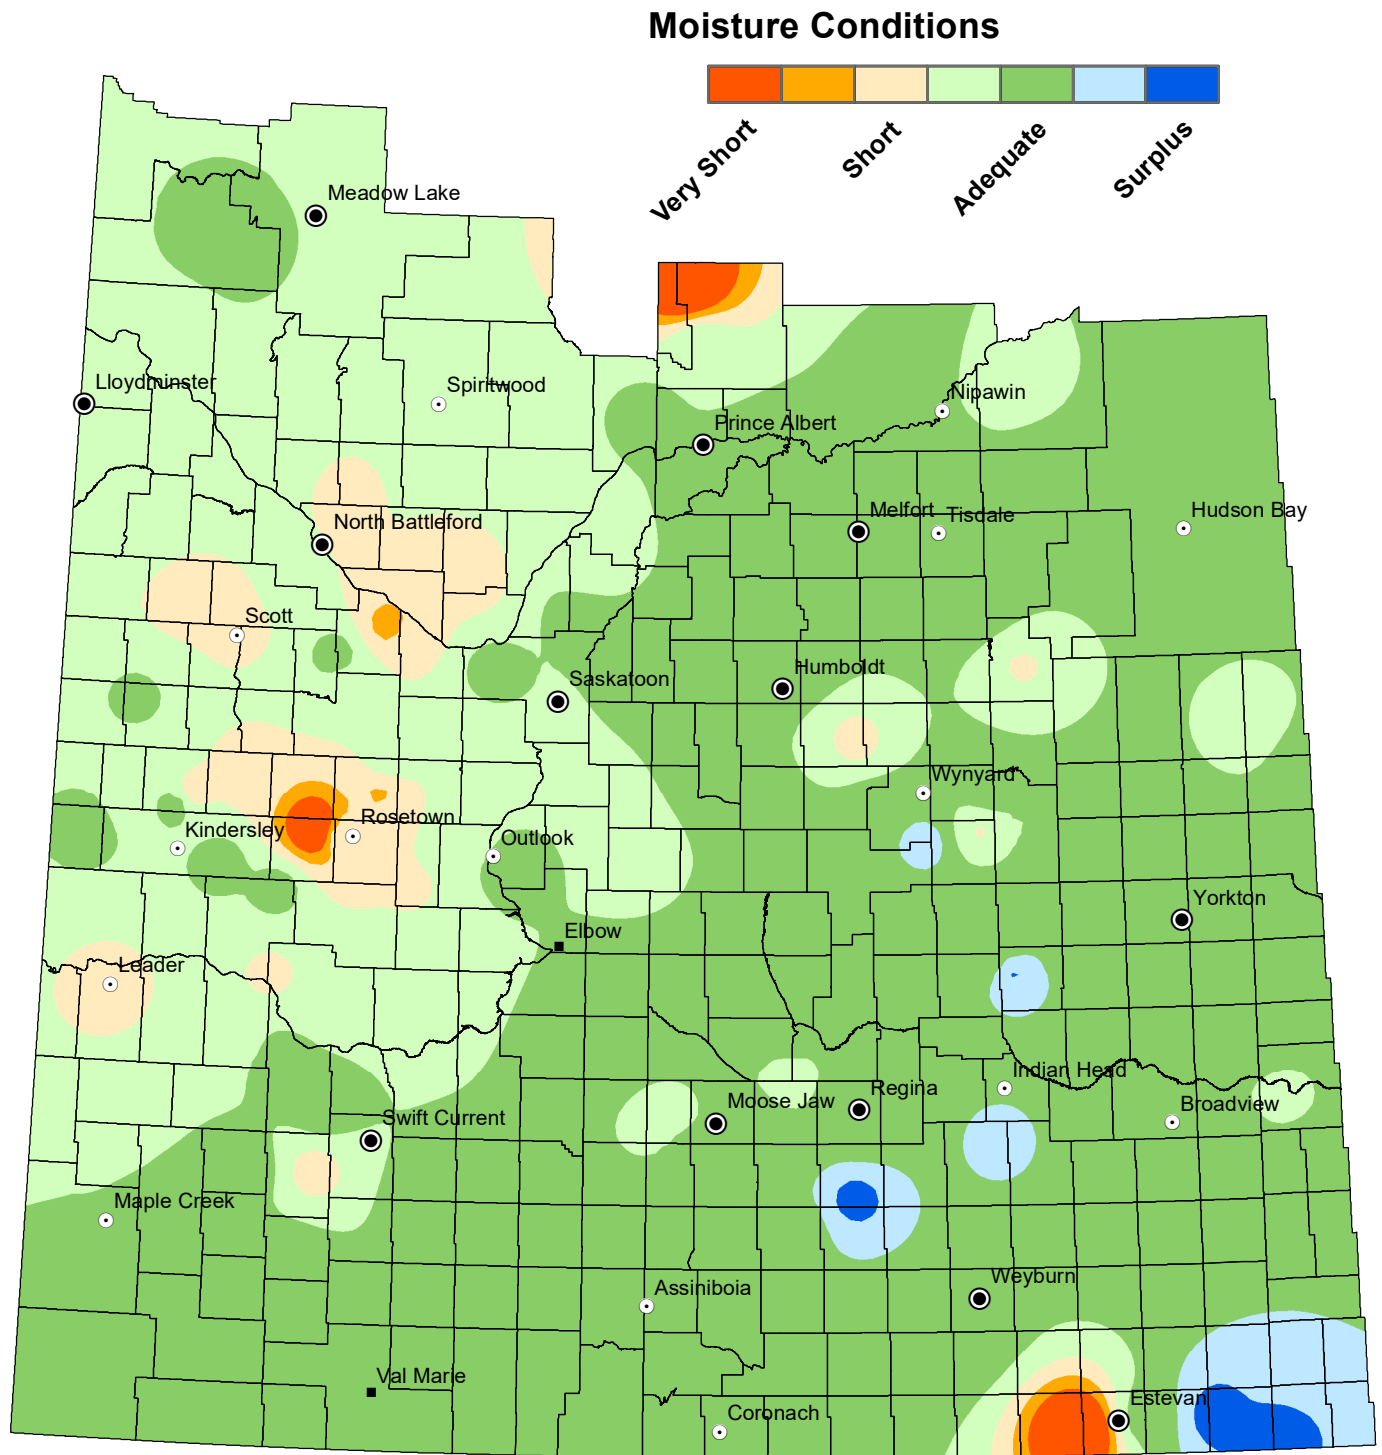 Moisture Conditions
Very Short
Short
Adequate
Surplus
Meadow Lake
Lloydminster
Spiritwood
Nipawin
Prince Albert
North Battleford
Melfort
Tisdale
Hudson Bay
Scott
Saskatoon
Humboldt
Wynyard
Kindersley
Rosetown
Outlook
Yorkton
Elbow
Leader
Indian Head
Regina
Moose Jaw
Broadview
Swift Current
Maple Creek
Assiniboia
Weyburn
Val Marie
Coronach
Estevan